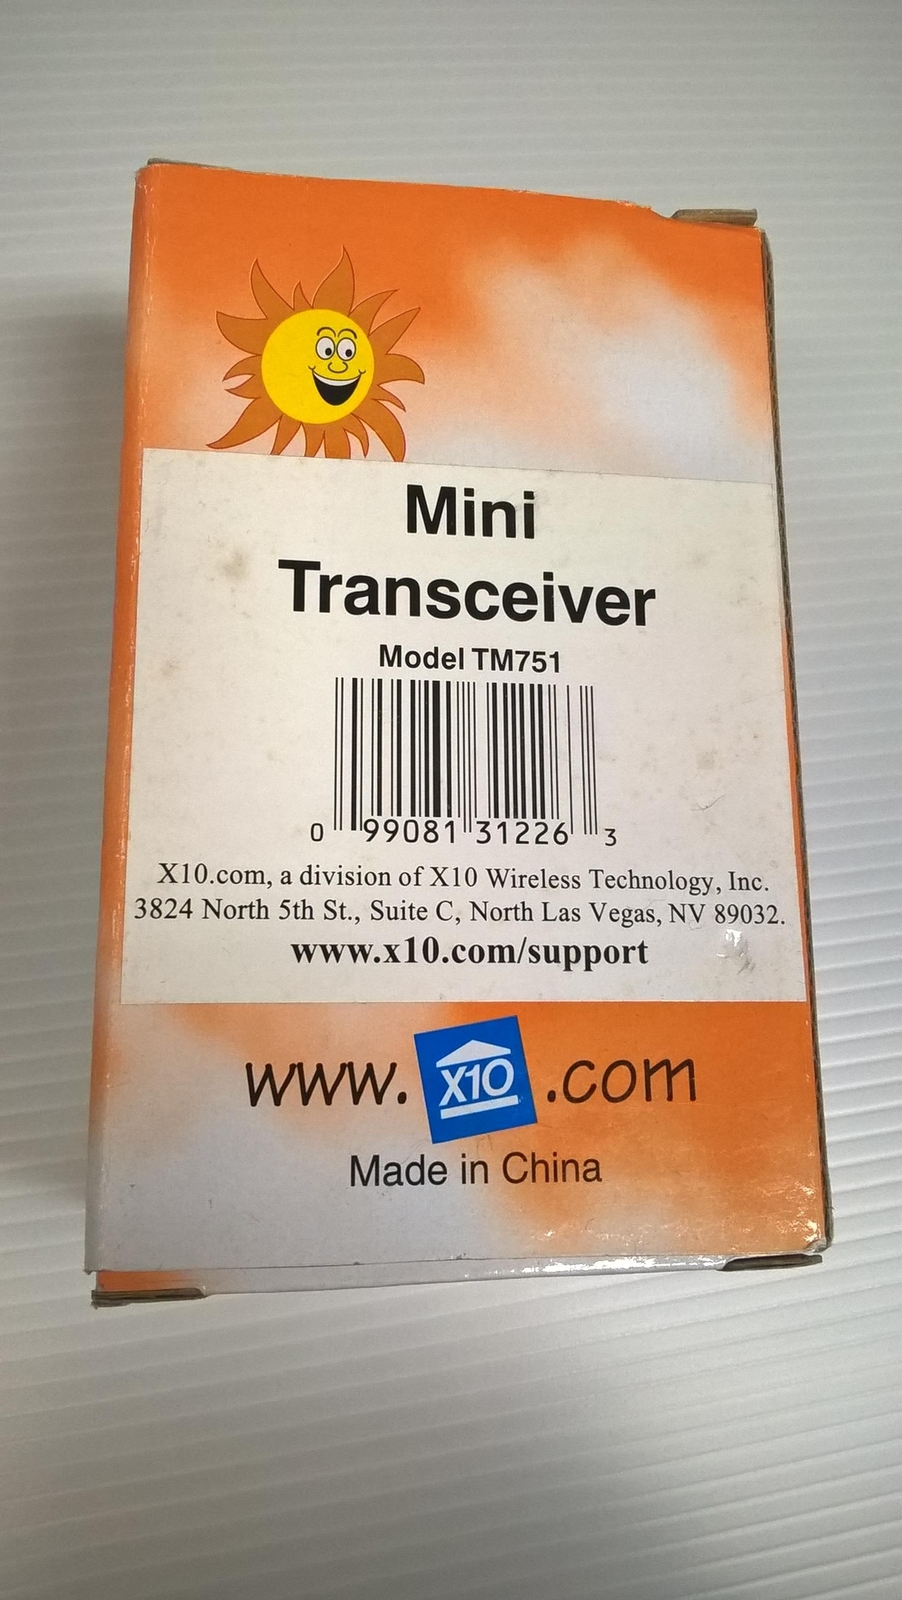 Mini
Transceiver
Model TM751
0 99081 31226 3
X10.com, a division of X10 Wireless Technology, Inc.
3824 North 5th St., Suite C, North Las Vegas, NV 89032.
www.x10.com/support
www.X10.com
Made in China